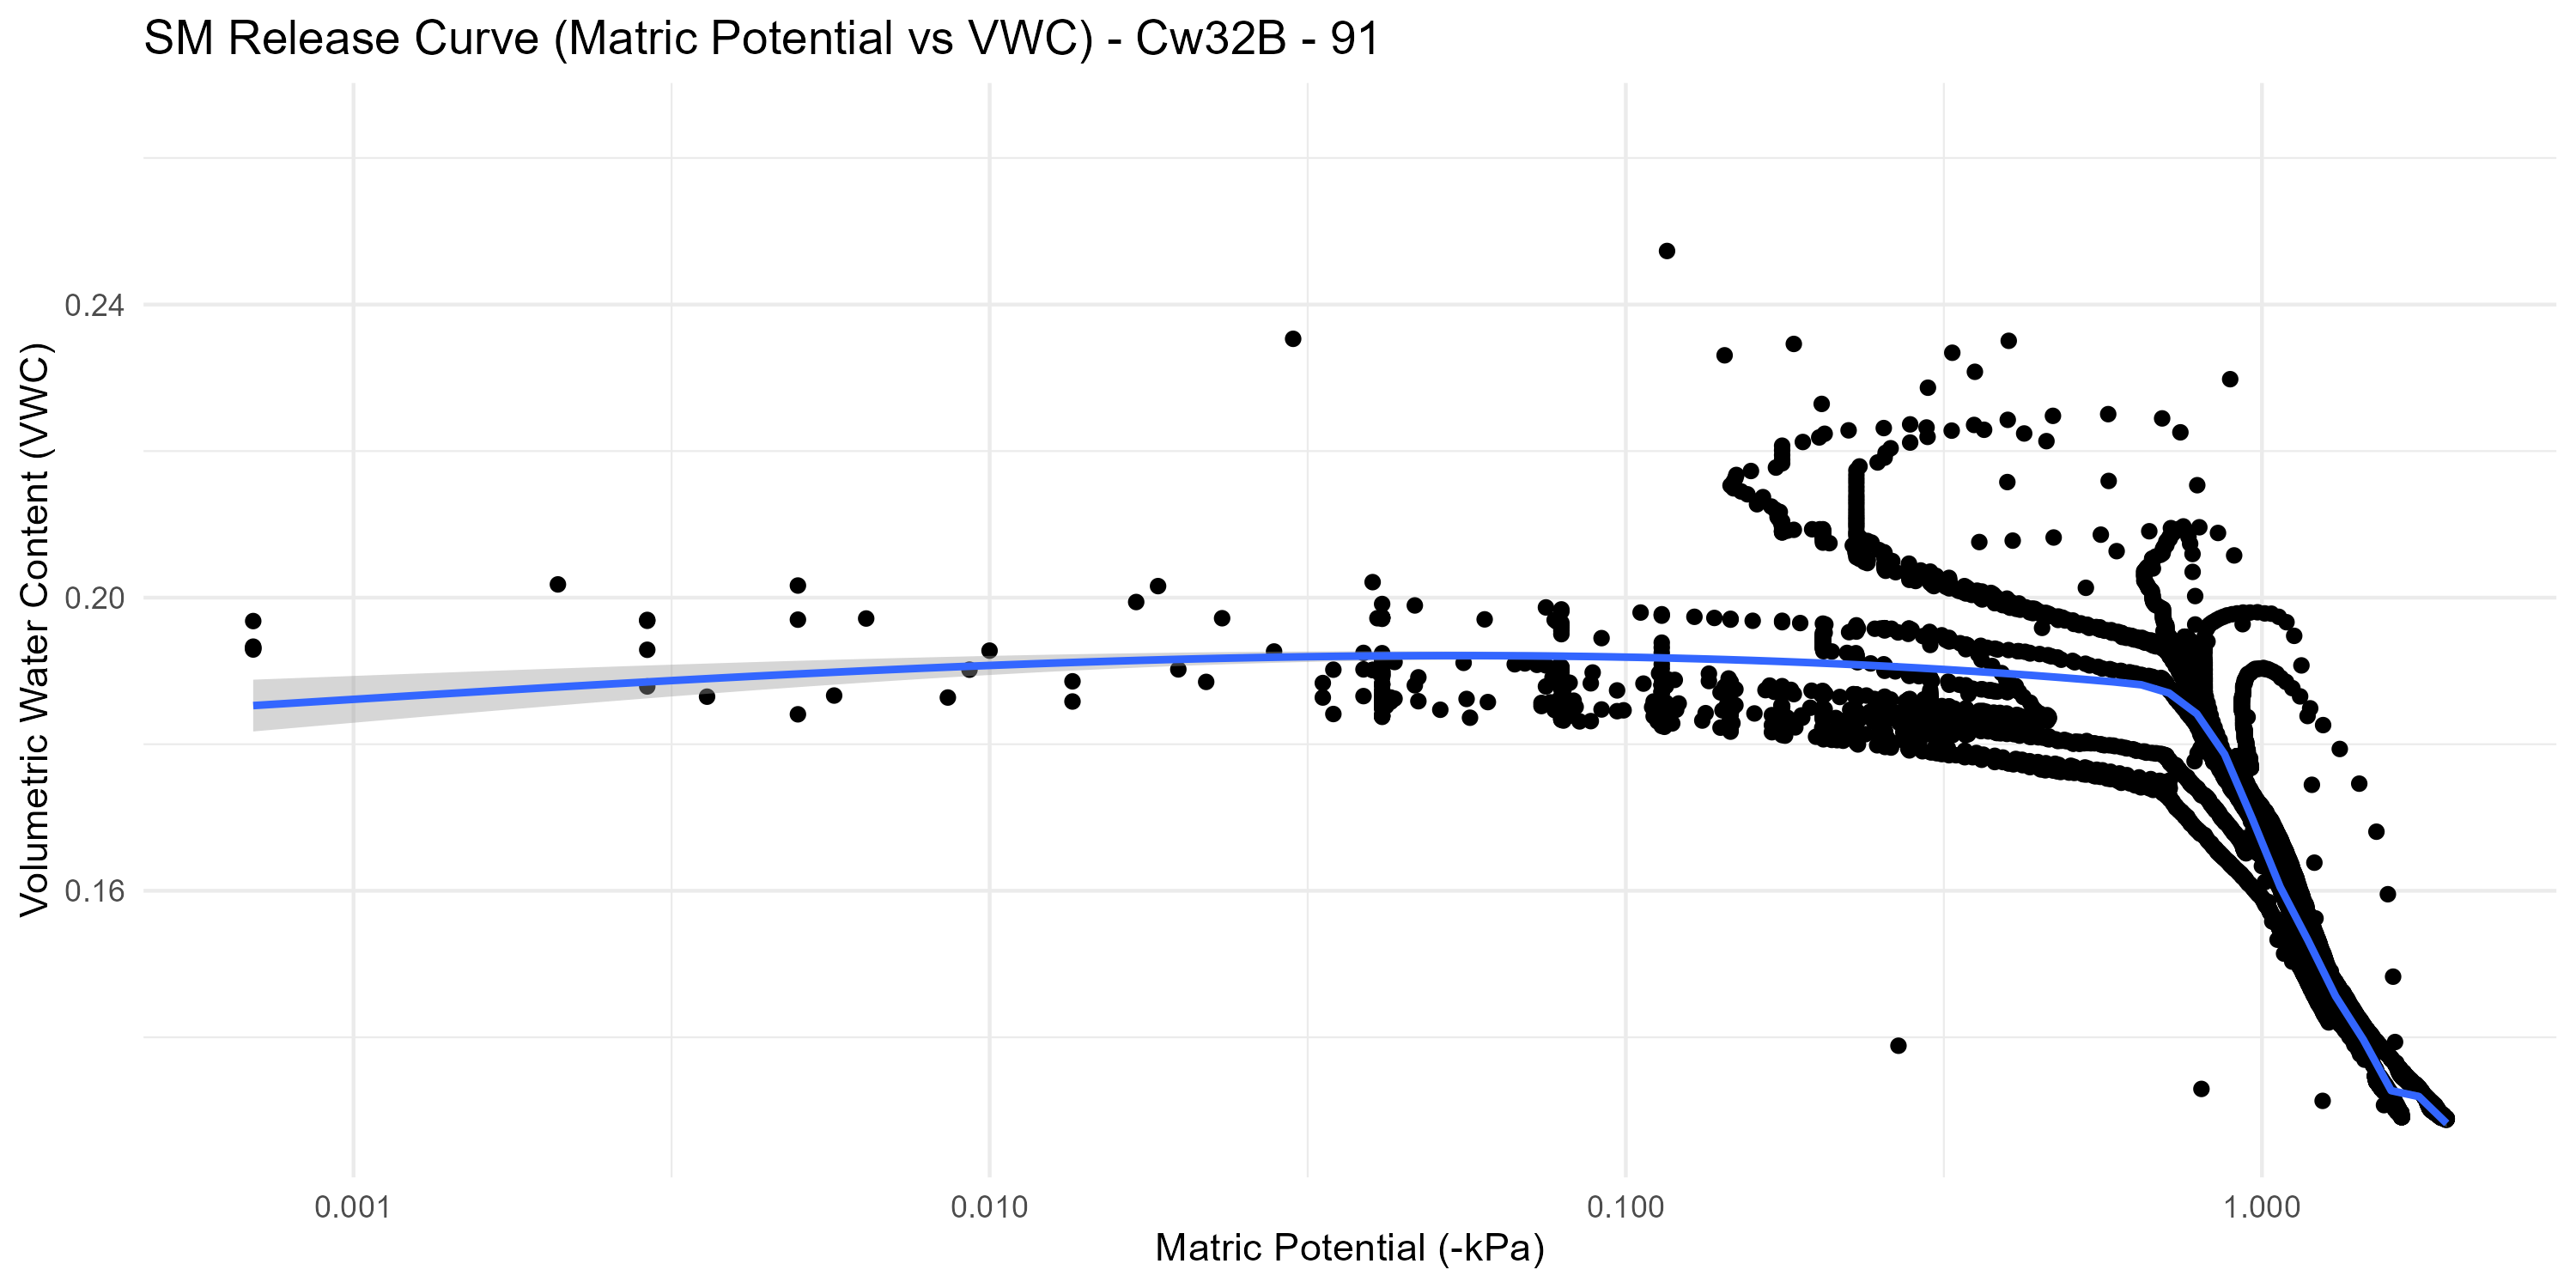 SM Release Curve (Matric Potential vs VWC) - Cw32B - 91
Volumetric Water Content (VWC)
0.24
0.20
0.16
0.001
0.010
0.100
1.000
Matric Potential (-kPa)